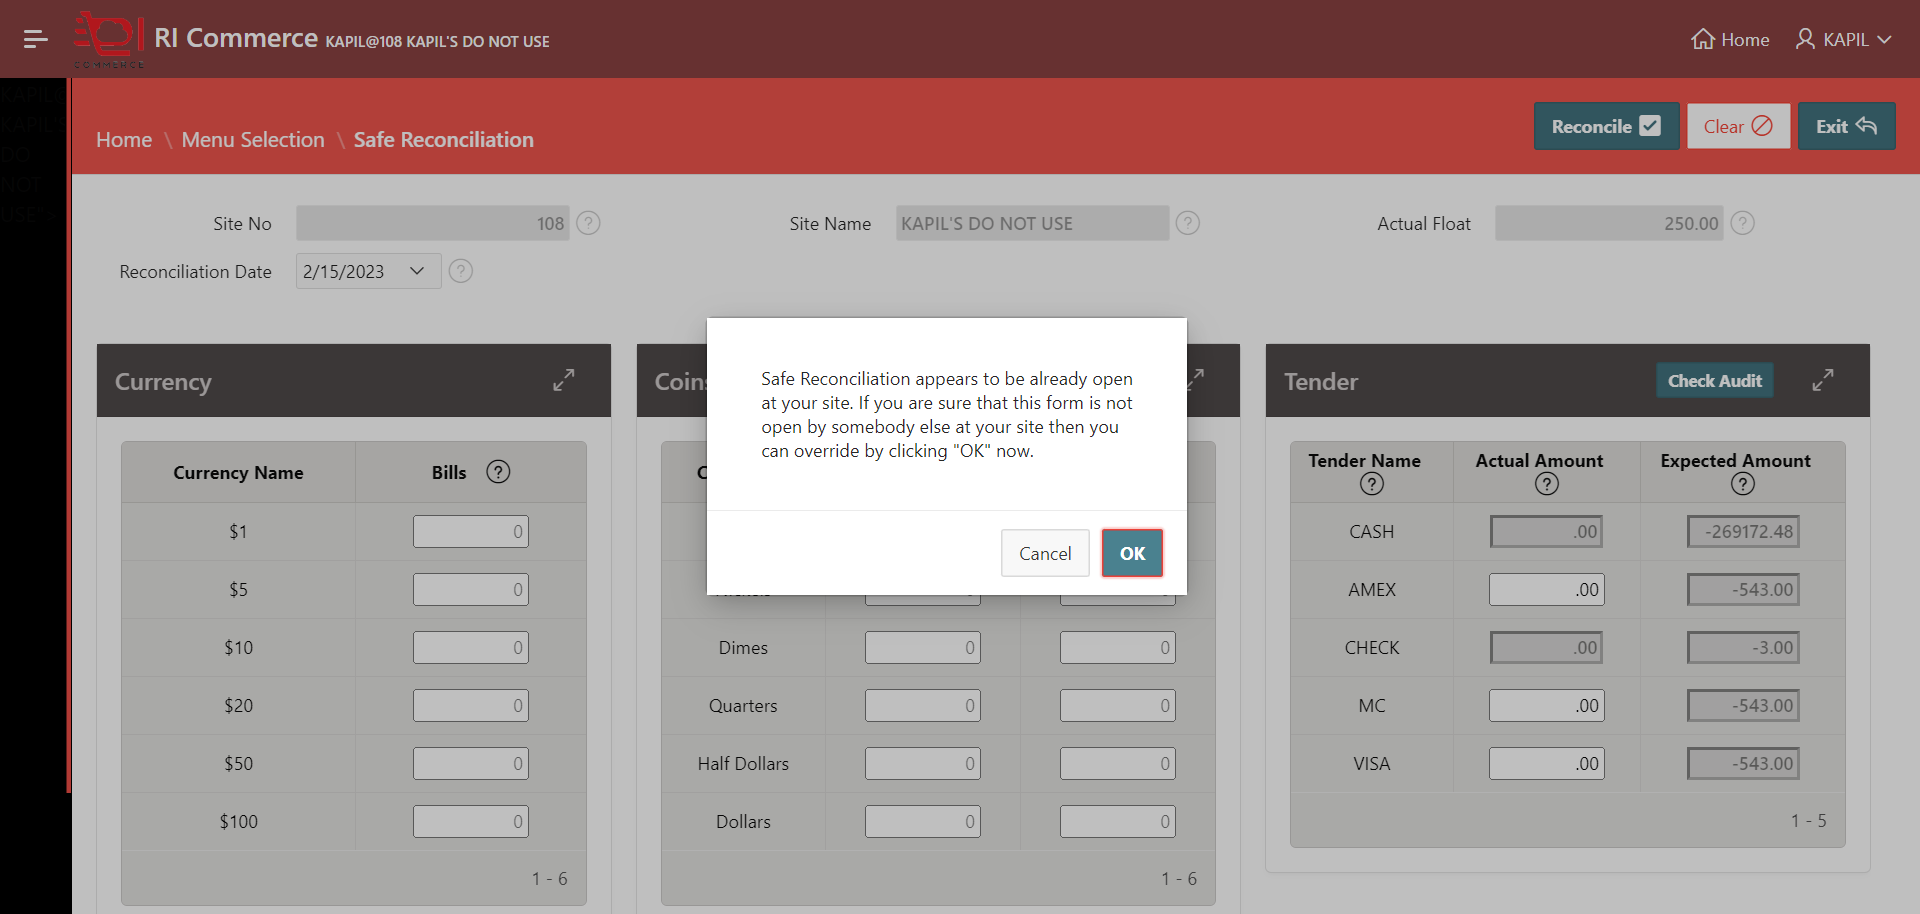 RI Commerce KAPIL@108 KAPIL'S DO NOT USE
COMMERCE
Home
KAPIL
KAPIL@
KAPIL'S
DO
NOT
USE
Home \ Menu Selection \ Safe Reconciliation
Reconcile
Clear
Exit
Site No 108 ?
Site Name KAPIL'S DO NOT USE ?
Actual Float 250.00 ?
Reconciliation Date 2/15/2023 ?
Safe Reconciliation appears to be already open
at your site. If you are sure that this form is not
open by somebody else at your site then you
can override by clicking "OK" now.
Cancel OK
Currency
Currency Name Bills ?
$1 0
$5 0
$10 0
$20 0
$50 0
$100 0
1 - 6
Coins
Dimes 0 0
Quarters 0 0
Half Dollars 0 0
Dollars 0 0
1 - 6
Tender Check Audit
Tender Name ? Actual Amount ? Expected Amount ?
CASH .00 -269172.48
AMEX .00 -543.00
CHECK .00 -3.00
MC .00 -543.00
VISA .00 -543.00
1 - 5